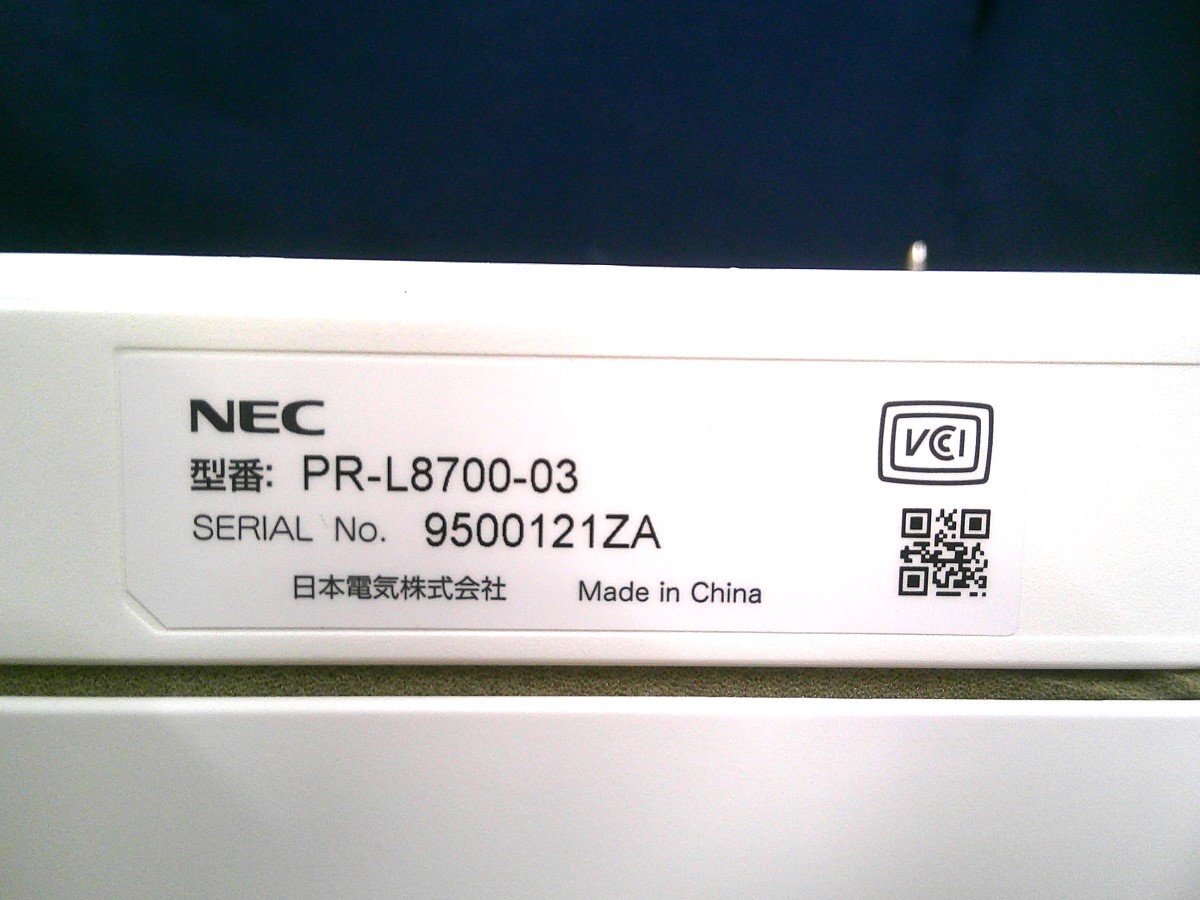 NEC
型番: PR-L8700-03
SERIAL No. 9500121ZA
日本電気株式会社 Made in China
VCCI